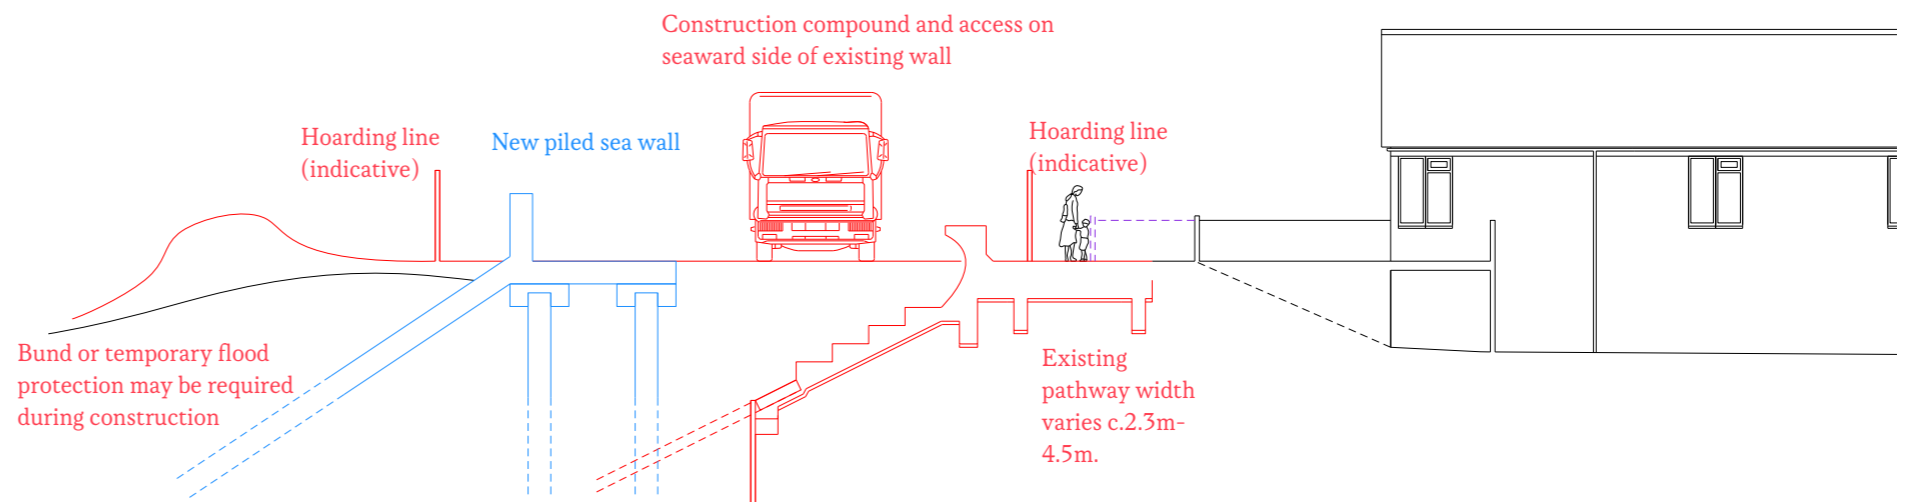 Construction compound and access on
seaward side of existing wall
Hoarding line
(indicative)
New piled sea wall
Hoarding line
(indicative)
Bund or temporary flood
protection may be required
during construction
Existing
pathway width
varies c.2.3m-
4.5m.